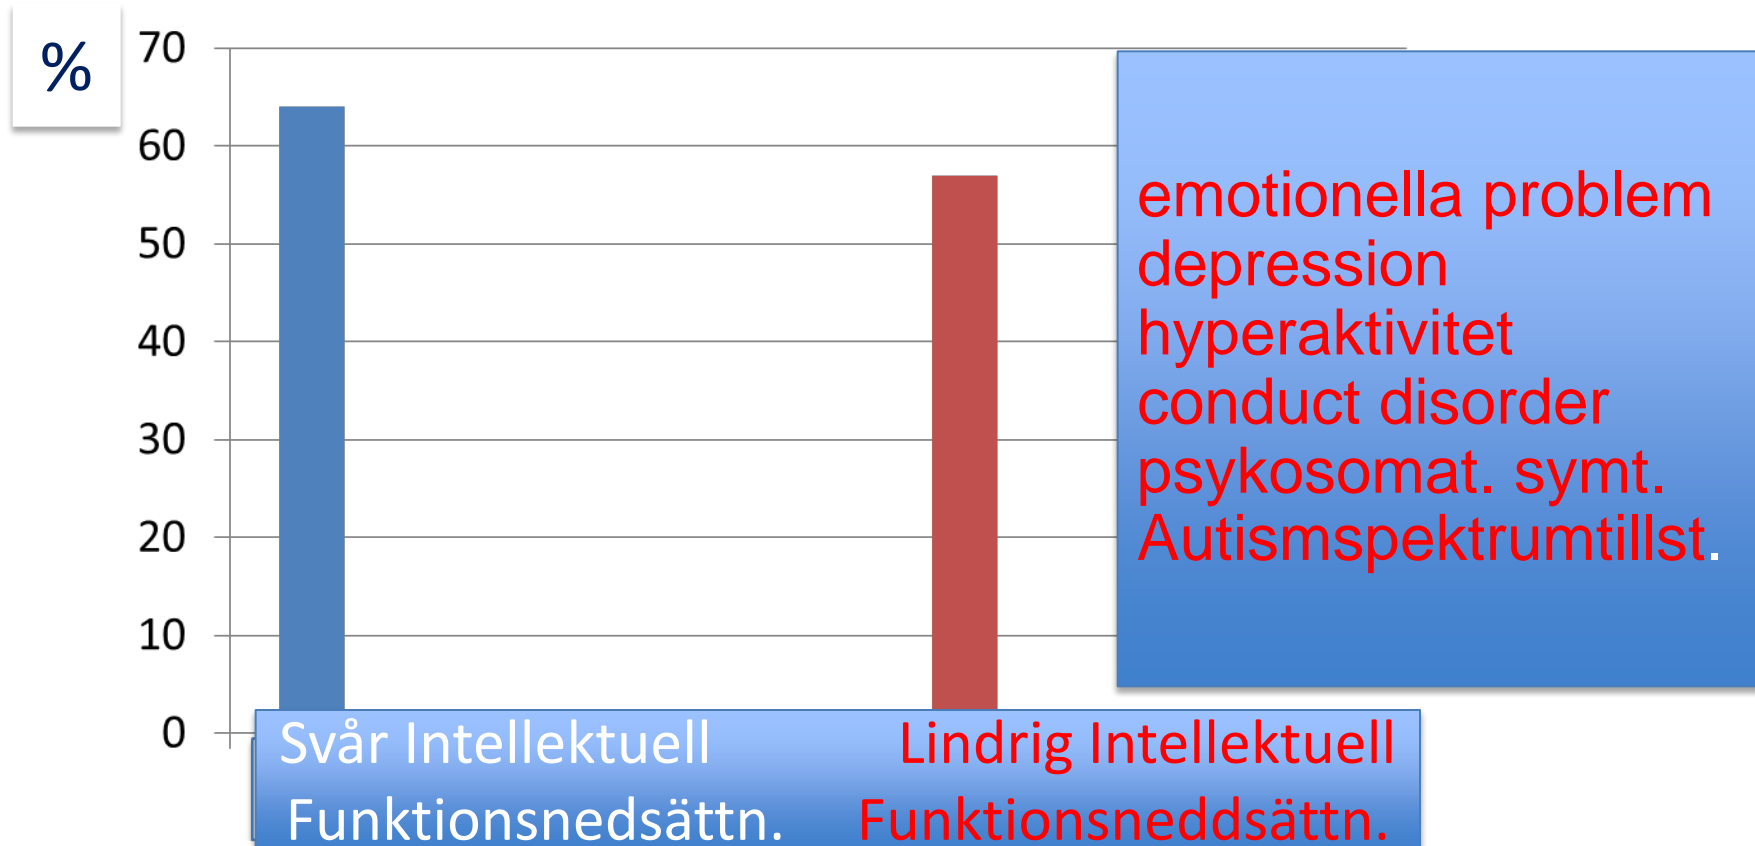 %
70
60
50
40
30
20
10
0
emotionella problem
depression
hyperaktivitet
conduct disorder
psykosomat. symt.
Autismspektrumtillst.
Svår Intellektuell
Funktionsnedsättn.
Lindrig Intellektuell
Funktionsneddsättn.